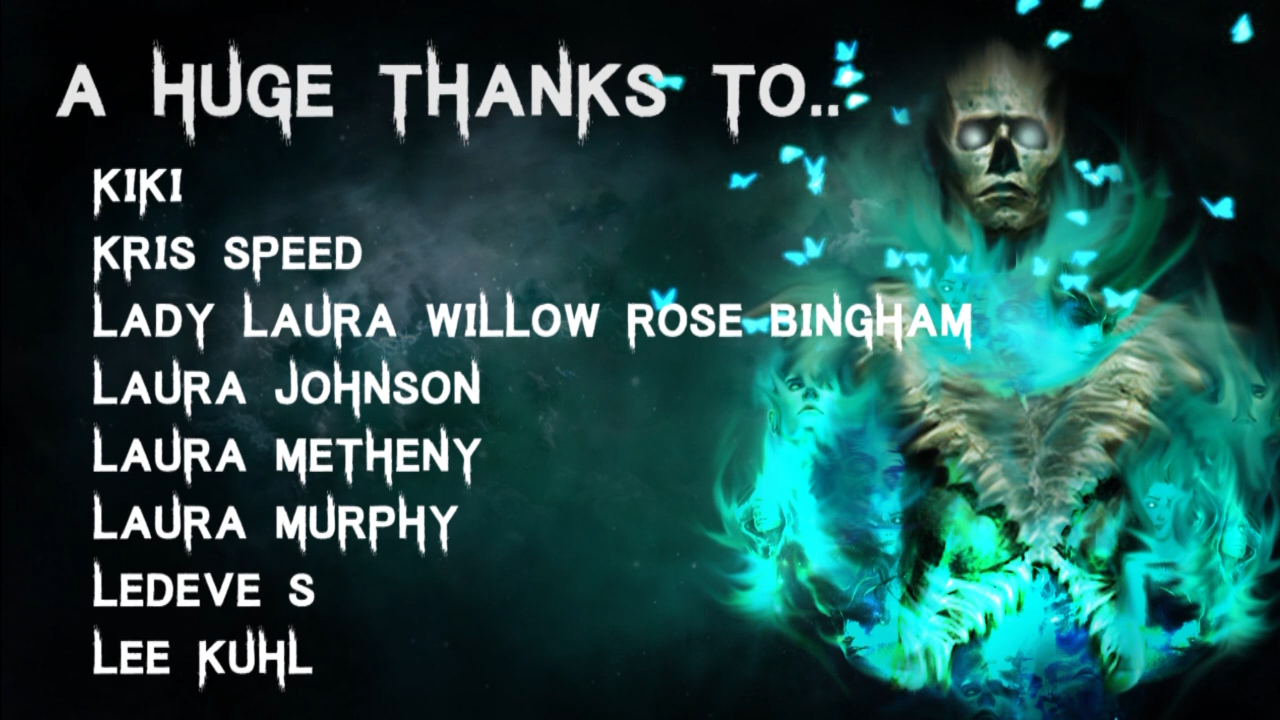 A HUGE THANKS TO..
KIKI
KRIS SPEED
LADY LAURA WILLOW ROSE BINGHAM
LAURA JOHNSON
LAURA METHENY
LAURA MURPHY
LEDEVE S
LEE KUHL